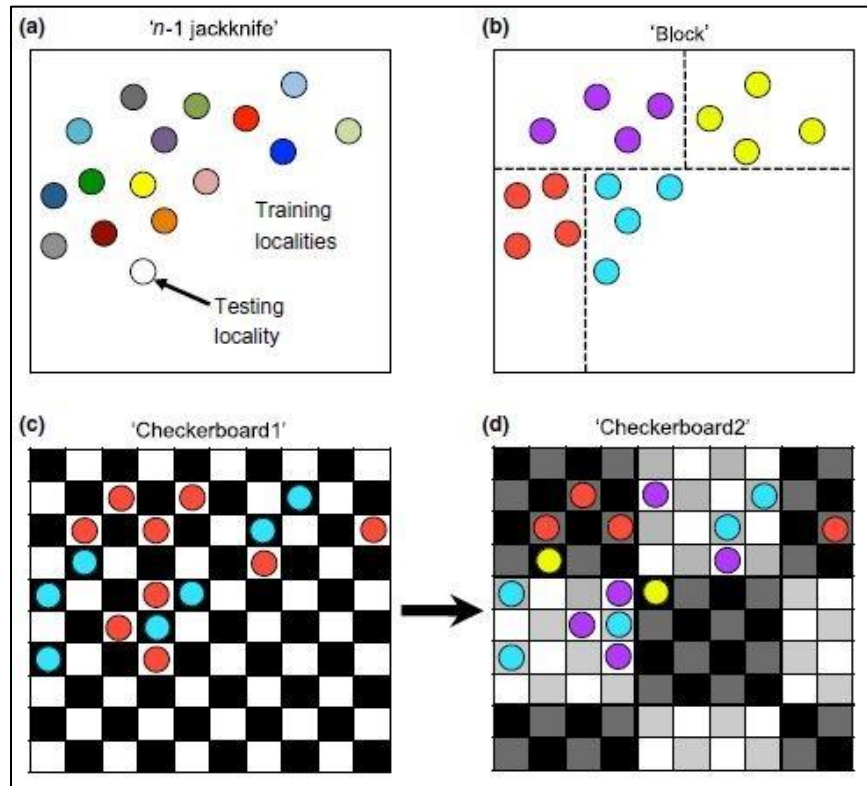 (a)
'n-1 jackknife'
Training
localities
Testing
locality
(b)
'Block'
(c)
'Checkerboard1'
(d)
'Checkerboard2'